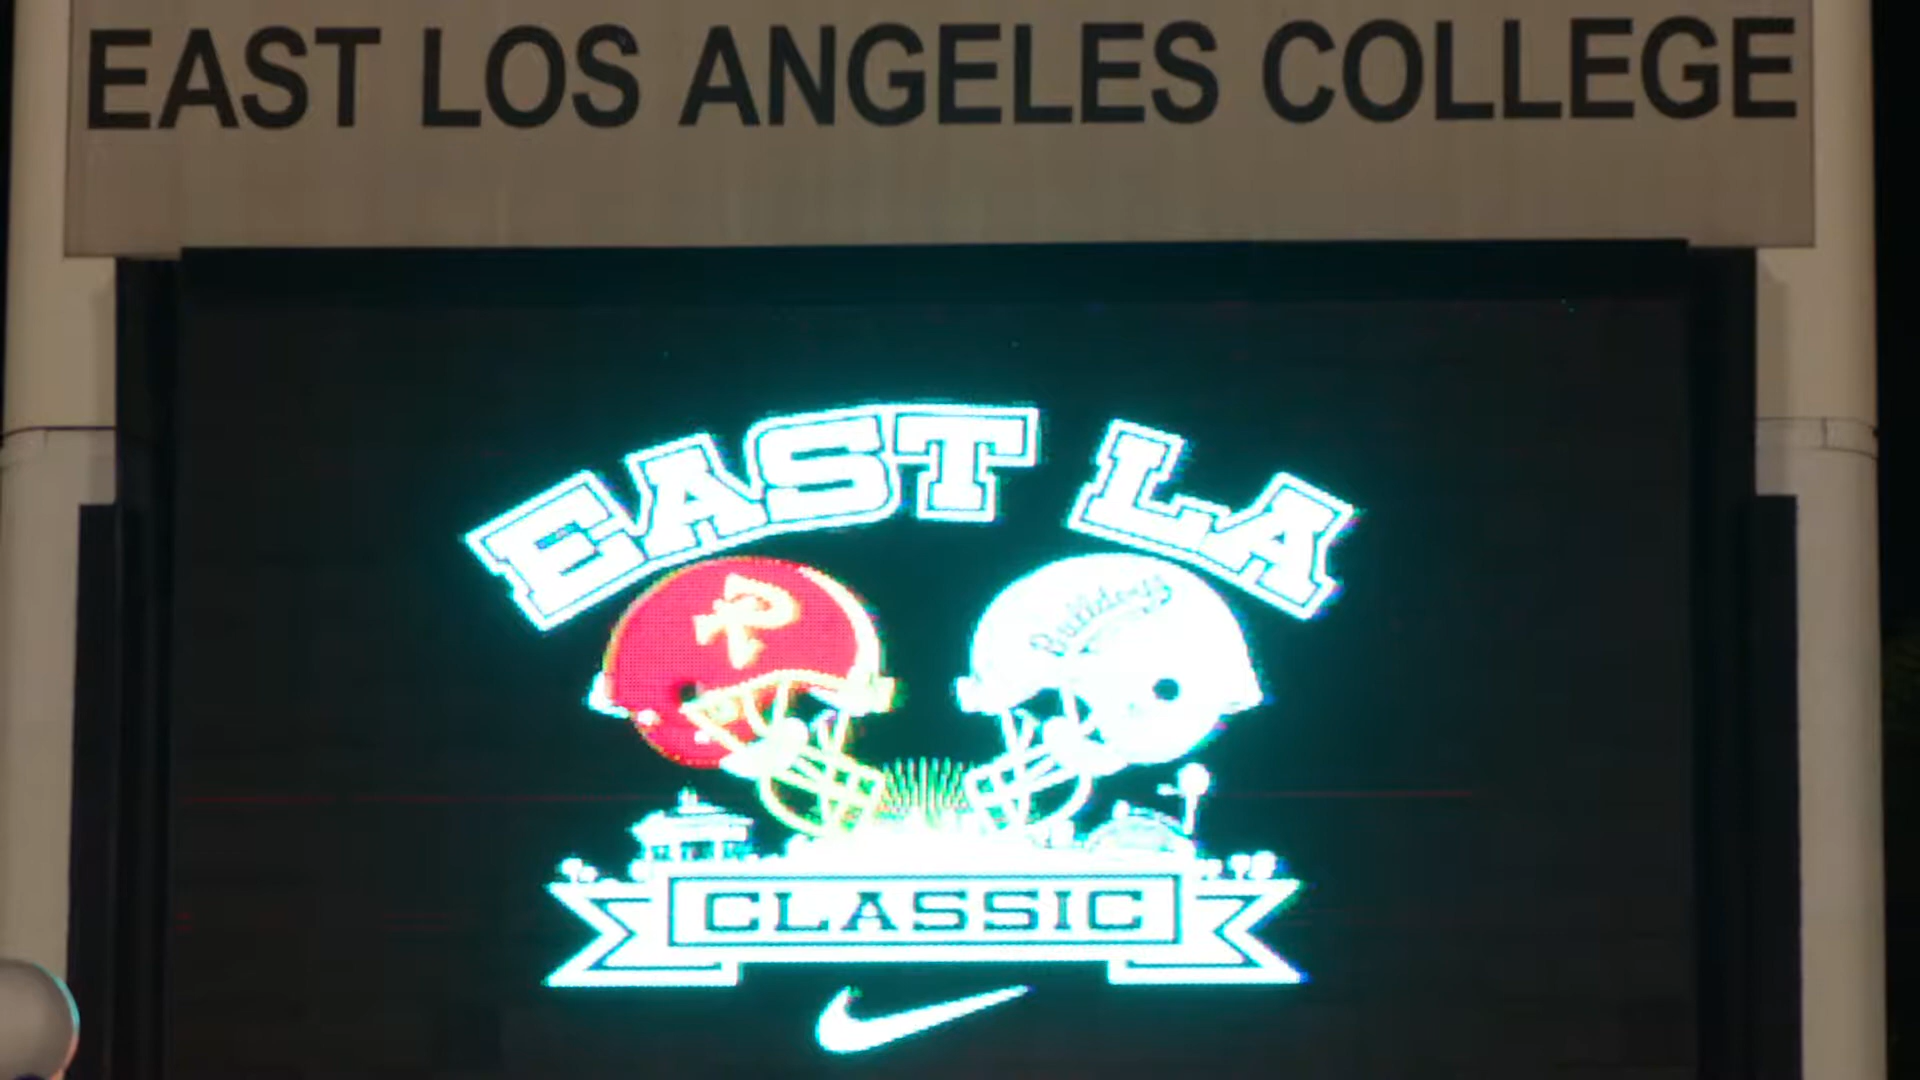 EAST LOS ANGELES COLLEGE
EAST LA
R
Bulldogs
CLASSIC